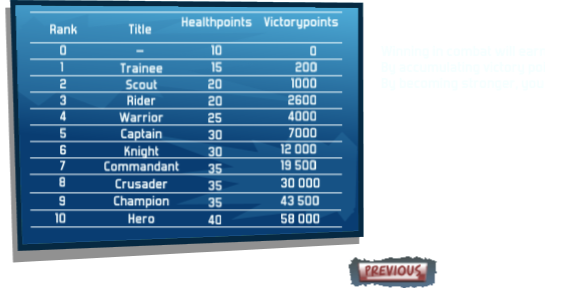 Rank Title Healthpoints Victorypoints
0 – 10 0
1 Trainee 15 200
2 Scout 20 1000
3 Rider 20 2600
4 Warrior 25 4000
5 Captain 30 7000
6 Knight 30 12 000
7 Commandant 35 19 500
8 Crusader 35 30 000
9 Champion 35 43 500
10 Hero 40 58 000
PREVIOUS